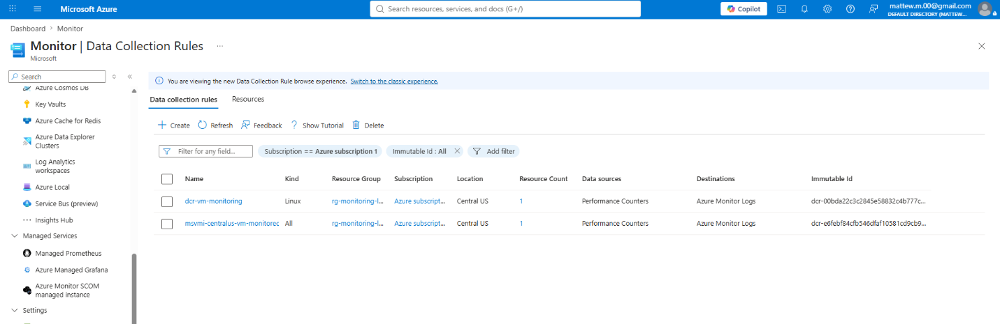 Microsoft Azure
Search resources, services, and docs (G+/)
Copilot
mattew.m.00@gmail.com
DEFAULT DIRECTORY (MATTEW...
Dashboard > Monitor
Monitor | Data Collection Rules ...
Microsoft
Search
Azure Cosmos DB
Key Vaults
Azure Cache for Redis
Azure Data Explorer
Clusters
Log Analytics
workspaces
Azure Local
Service Bus (preview)
Insights Hub
Managed Services
Managed Prometheus
Azure Managed Grafana
Azure Monitor SCOM
managed instance
Settings
You are viewing the new Data Collection Rule browse experience. Switch to the classic experience.
Data collection rules Resources
Create Refresh Feedback Show Tutorial Delete
Filter for any field... Subscription == Azure subscription 1 Immutable Id : All Add filter
Name Kind Resource Group Subscription Location Resource Count Data sources Destinations Immutable Id
dcr-vm-monitoring Linux rg-monitoring-l... Azure subscript... Central US 1 Performance Counters Azure Monitor Logs dcr-00bda22c3c2845e58832c4b777c...
msvmi-centralus-vm-monitorec All rg-monitoring-l... Azure subscript... Central US 1 Performance Counters Azure Monitor Logs dcr-e6febf84cfb546dfaf10581cd9cb9...